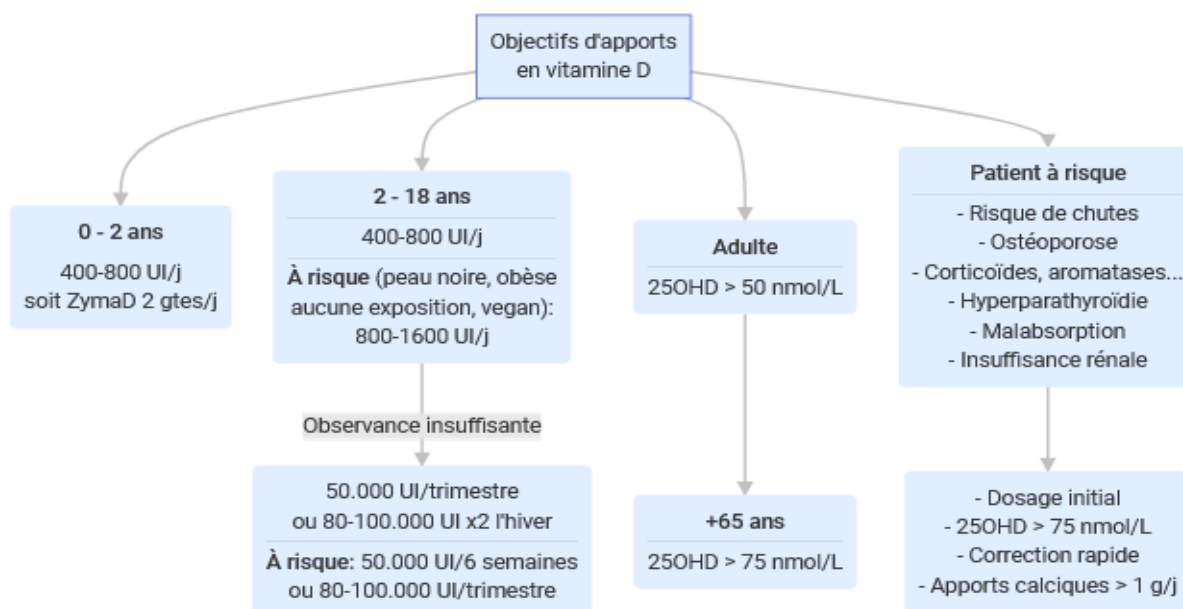 Objectifs d'apports
en vitamine D
0 - 2 ans
400-800 UI/j
soit ZymaD 2 gtes/j
2 - 18 ans
400-800 UI/j
À risque (peau noire, obèse
aucune exposition, vegan):
800-1600 UI/j
Observance insuffisante
50.000 UI/trimestre
ou 80-100.000 UI x2 l'hiver
À risque: 50.000 UI/6 semaines
ou 80-100.000 UI/trimestre
Adulte
25OHD > 50 nmol/L
+65 ans
25OHD > 75 nmol/L
Patient à risque
- Risque de chutes
- Ostéoporose
- Corticoïdes, aromatases...
- Hyperparathyroïdie
- Malabsorption
- Insuffisance rénale
- Dosage initial
- 25OHD > 75 nmol/L
- Correction rapide
- Apports calciques > 1 g/j